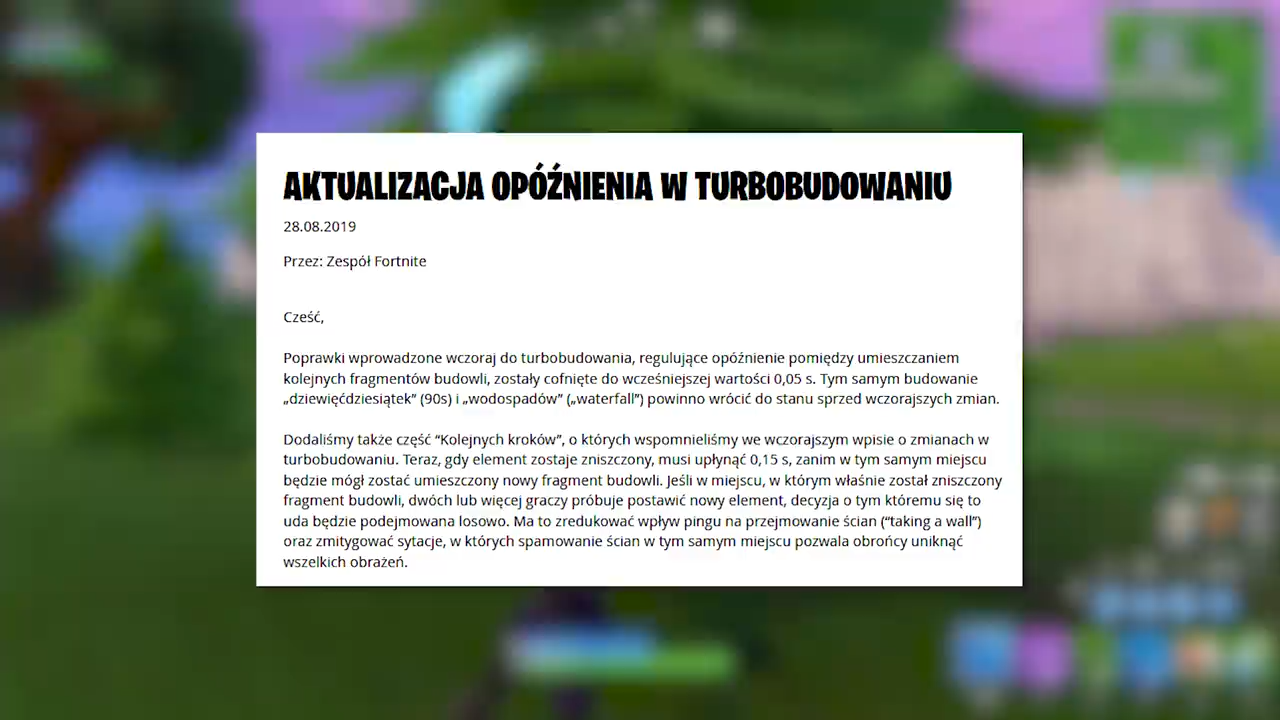 AKTUALIZACJA OPÓŹNIENIA W TURBOBUDOWANIU
28.08.2019
Przez: Zespół Fortnite
Cześć,
Poprawki wprowadzone wczoraj do turbobudowania, regulujące opóźnienie pomiędzy umieszczaniem
kolejnych fragmentów budowli, zostały cofnięte do wcześniejszej wartości 0,05 s. Tym samym budowanie
„dziewięćdziesiątek” (90s) i „wodospadów” („waterfall”) powinno wrócić do stanu sprzed wczorajszych zmian.
Dodaliśmy także część “Kolejnych kroków”, o których wspomnieliśmy we wczorajszym wpisie o zmianach w
turbobudowaniu. Teraz, gdy element zostaje zniszczony, musi upłynąć 0,15 s, zanim w tym samym miejscu
będzie mógł zostać umieszczony nowy fragment budowli. Jeśli w miejscu, w którym właśnie został zniszczony
fragment budowli, dwóch lub więcej graczy próbuje postawić nowy element, decyzja o tym któremu się to
uda będzie podejmowana losowo. Ma to zredukować wpływ pingu na przejmowanie ścian (“taking a wall”)
oraz zmitygować sytacje, w których spamowanie ścian w tym samym miejscu pozwala obrońcy uniknąć
wszelkich obrażeń.